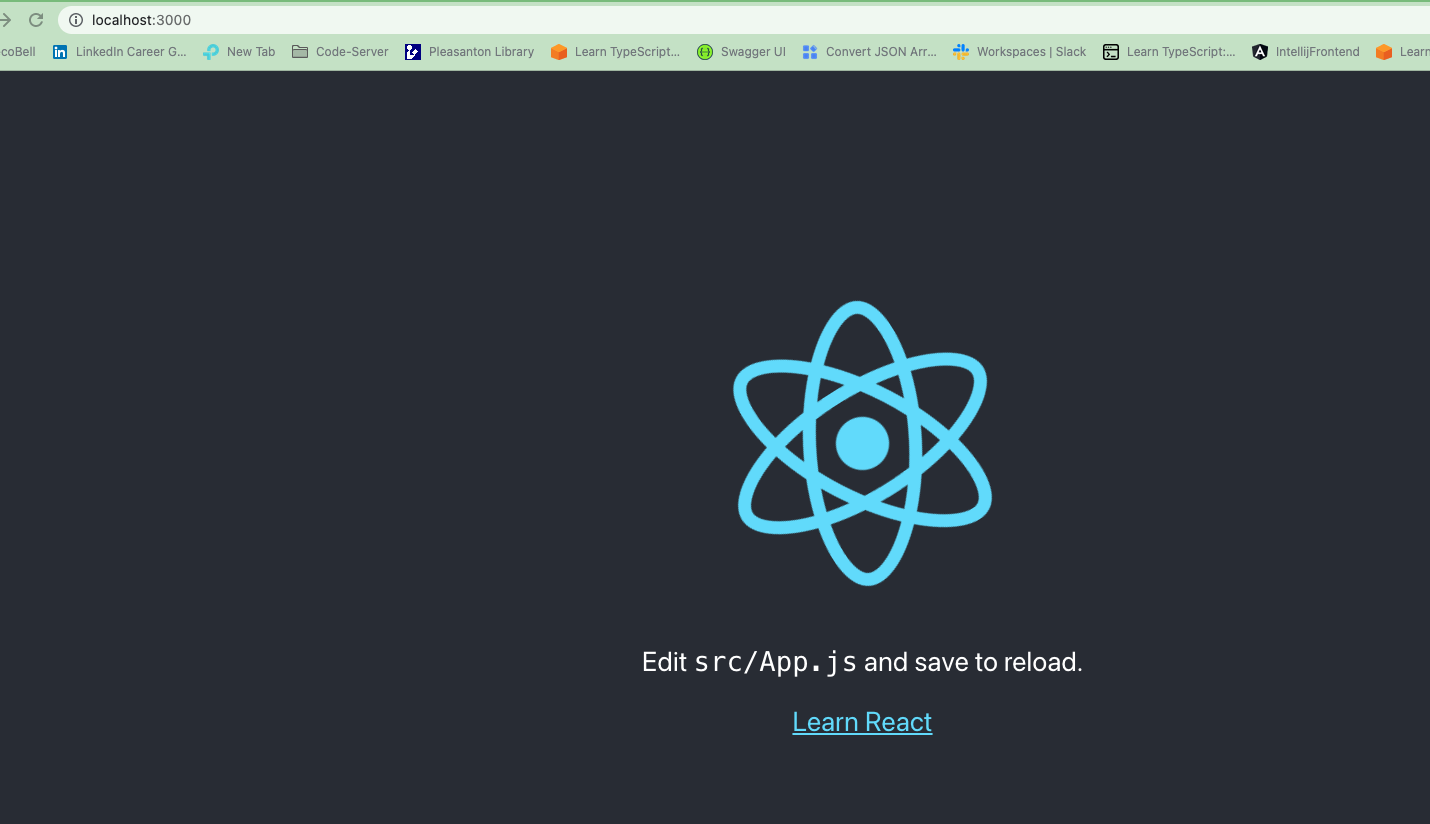 localhost:3000
coBell LinkedIn Career G... New Tab Code-Server Pleasanton Library Learn TypeScript... Swagger UI Convert JSON Arr... Workspaces | Slack Learn TypeScript:... IntellijFrontend Learn
Edit src/App.js and save to reload.
Learn React